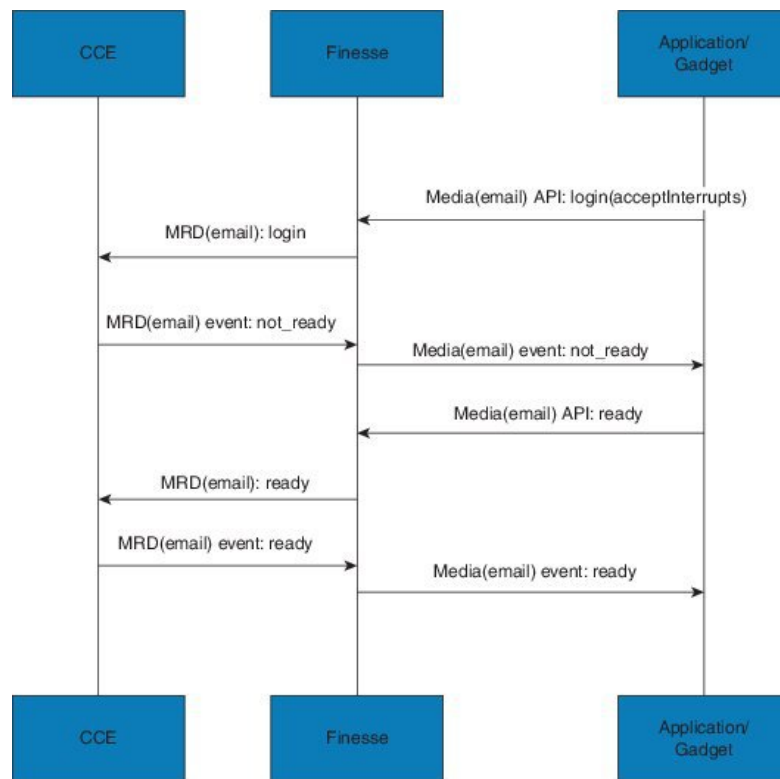 CCE
Finesse
Application/
Gadget
Media(email) API: login(acceptInterrupts)
MRD(email): login
MRD(email) event: not_ready
Media(email) event: not_ready
Media(email) API: ready
MRD(email): ready
MRD(email) event: ready
Media(email) event: ready
CCE
Finesse
Application/
Gadget